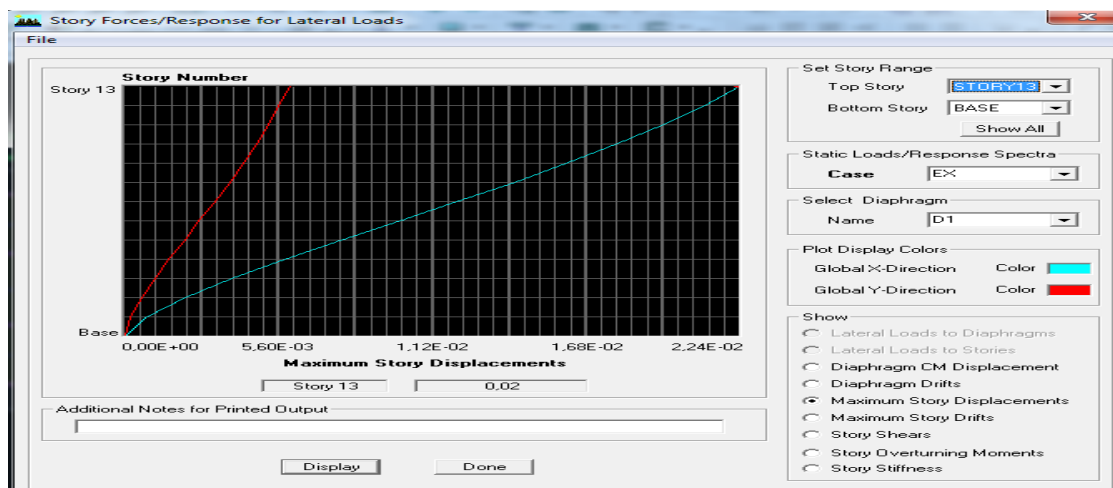 Story Forces/Response for Lateral Loads
File
Story Number
Story 13
Base
0,00E+00 5,60E-03 1,12E-02 1,68E-02 2,24E-02
Maximum Story Displacements
Story 13 0,02
Additional Notes for Printed Output
Display Done
Set Story Range
Top Story STORY13
Bottom Story BASE
Show All
Static Loads/Response Spectra
Case EX
Select Diaphragm
Name D1
Plot Display Colors
Global X-Direction Color
Global Y-Direction Color
Show
Lateral Loads to Diaphragms
Lateral Loads to Stories
Diaphragm CM Displacement
Diaphragm Drifts
Maximum Story Displacements
Maximum Story Drifts
Story Shears
Story Overturning Moments
Story Stiffness